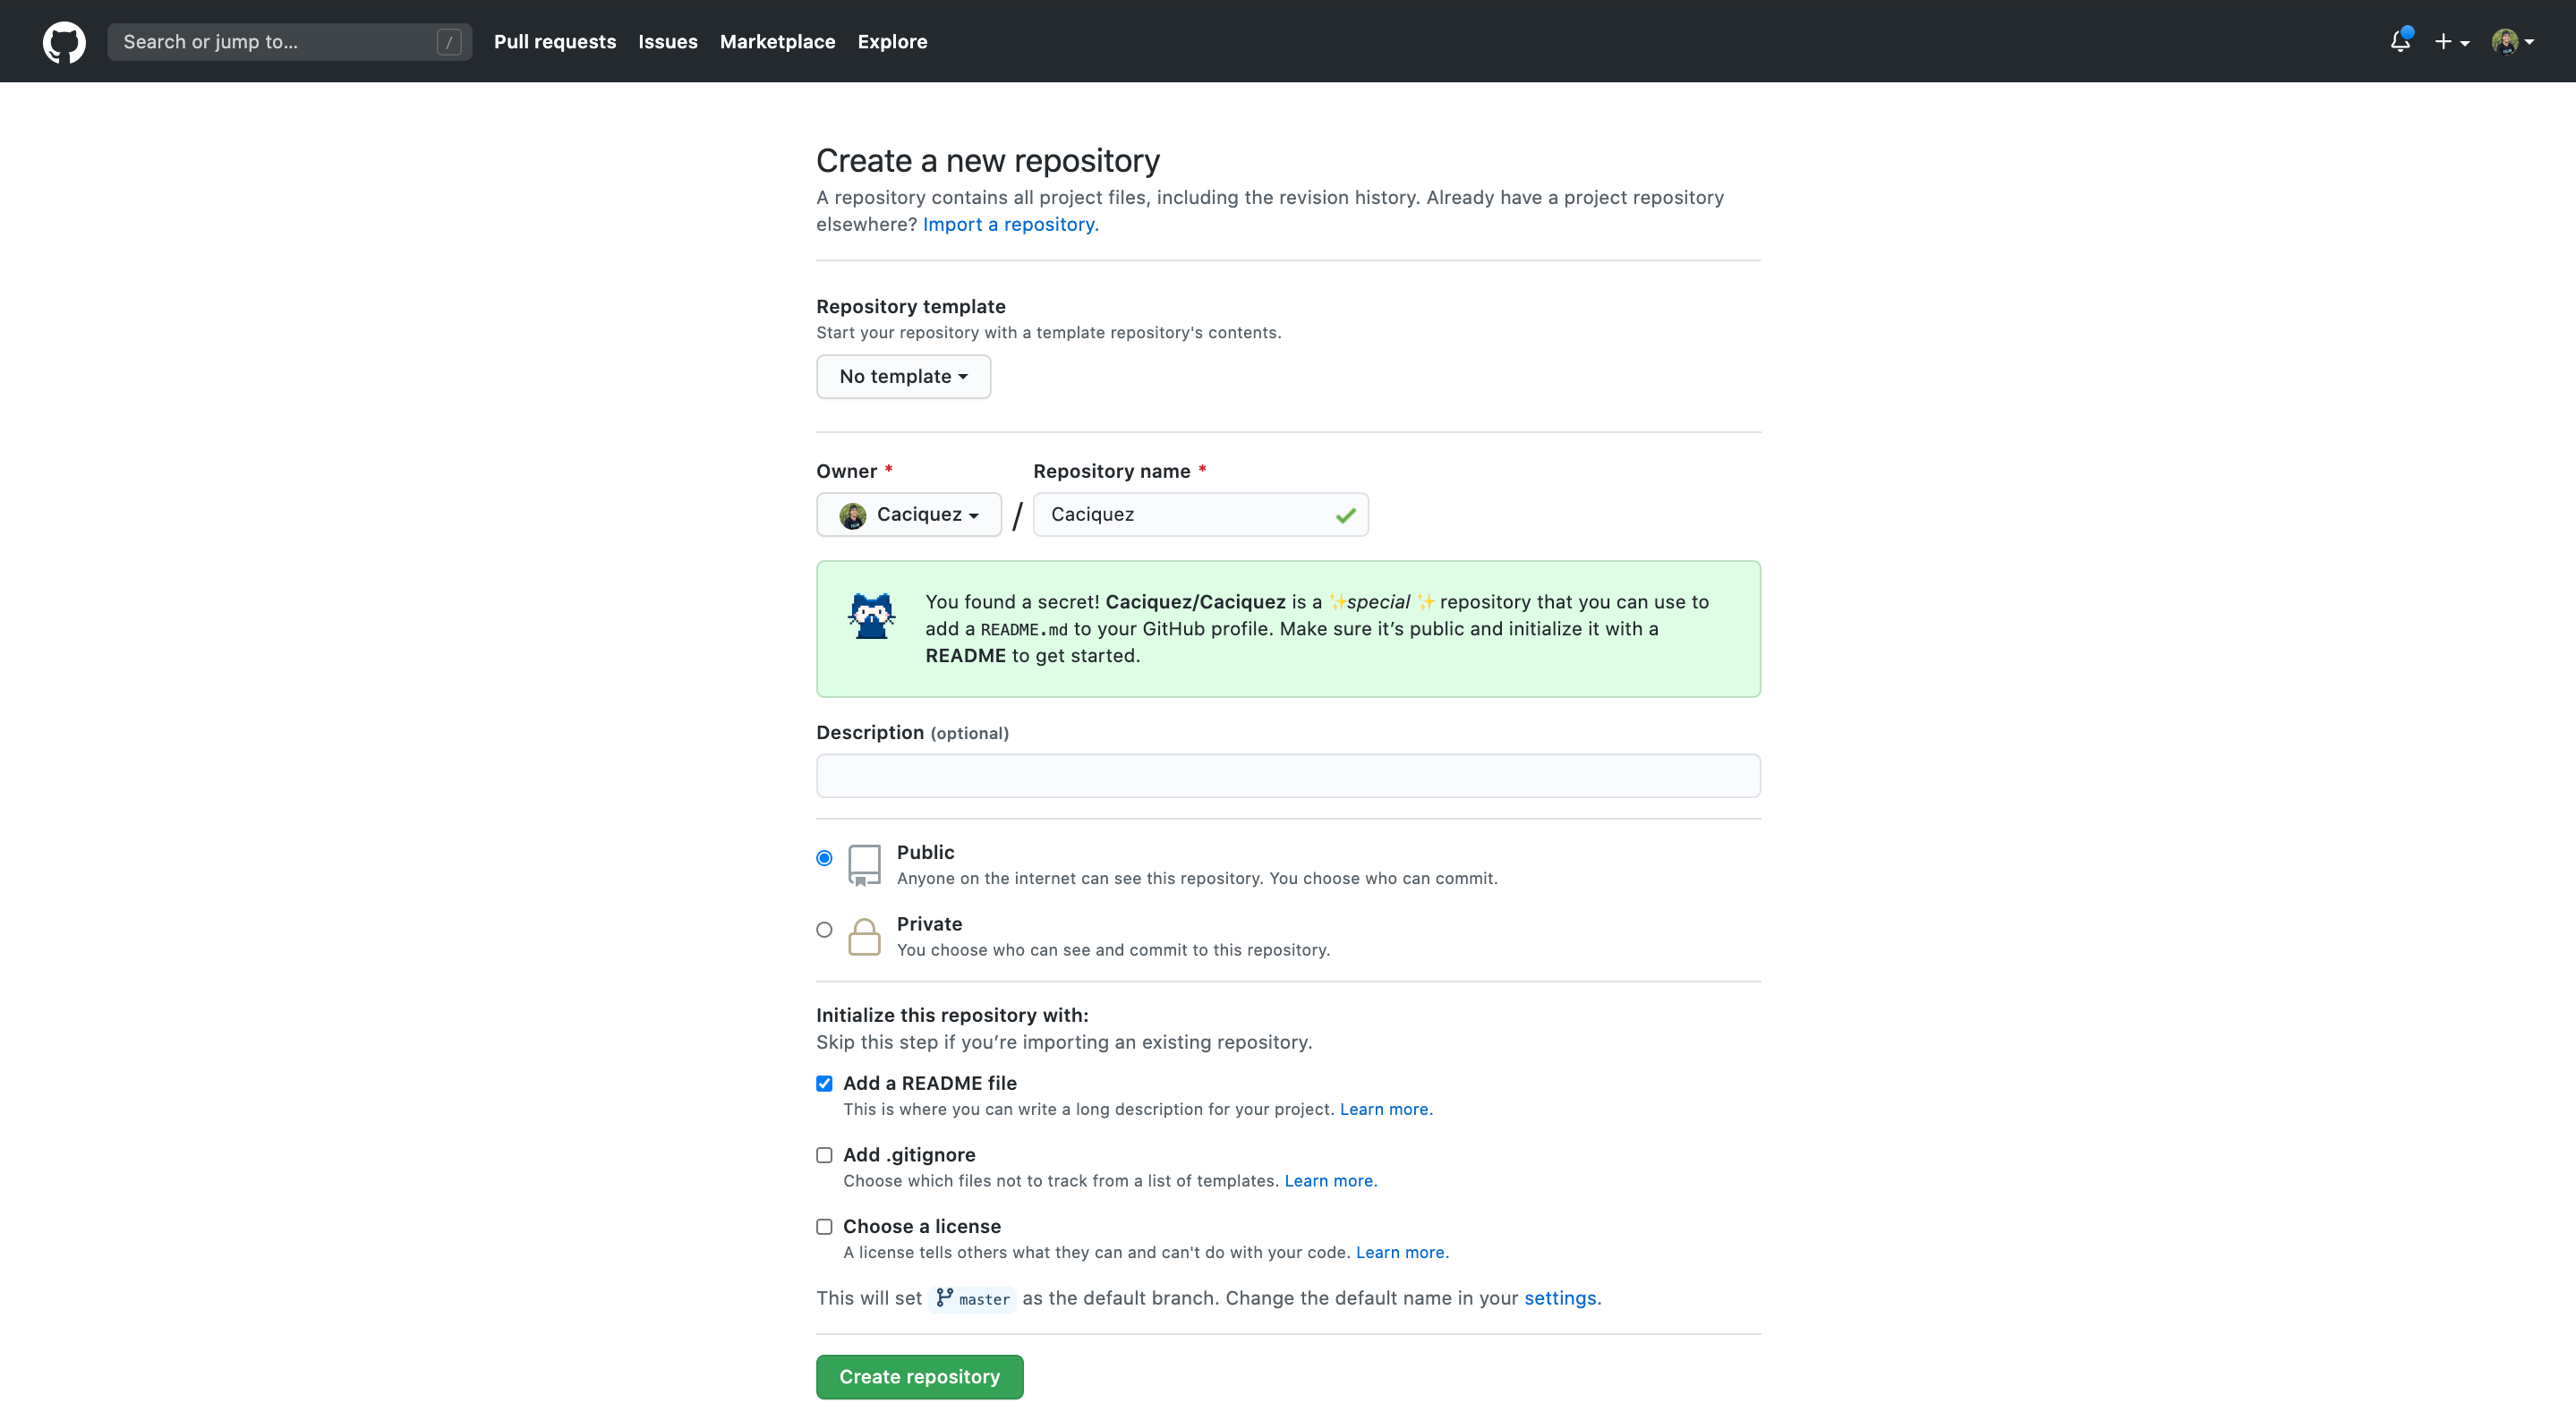 Search or jump to... /
Pull requests
Issues
Marketplace
Explore
Create a new repository
A repository contains all project files, including the revision history. Already have a project repository
elsewhere? Import a repository.
Repository template
Start your repository with a template repository's contents.
No template
Owner * Repository name *
Caciquez / Caciquez
You found a secret! Caciquez/Caciquez is a ✨special ✨ repository that you can use to
add a README.md to your GitHub profile. Make sure it’s public and initialize it with a
README to get started.
Description (optional)
Public
Anyone on the internet can see this repository. You choose who can commit.
Private
You choose who can see and commit to this repository.
Initialize this repository with:
Skip this step if you’re importing an existing repository.
Add a README file
This is where you can write a long description for your project. Learn more.
Add .gitignore
Choose which files not to track from a list of templates. Learn more.
Choose a license
A license tells others what they can and can't do with your code. Learn more.
This will set master as the default branch. Change the default name in your settings.
Create repository